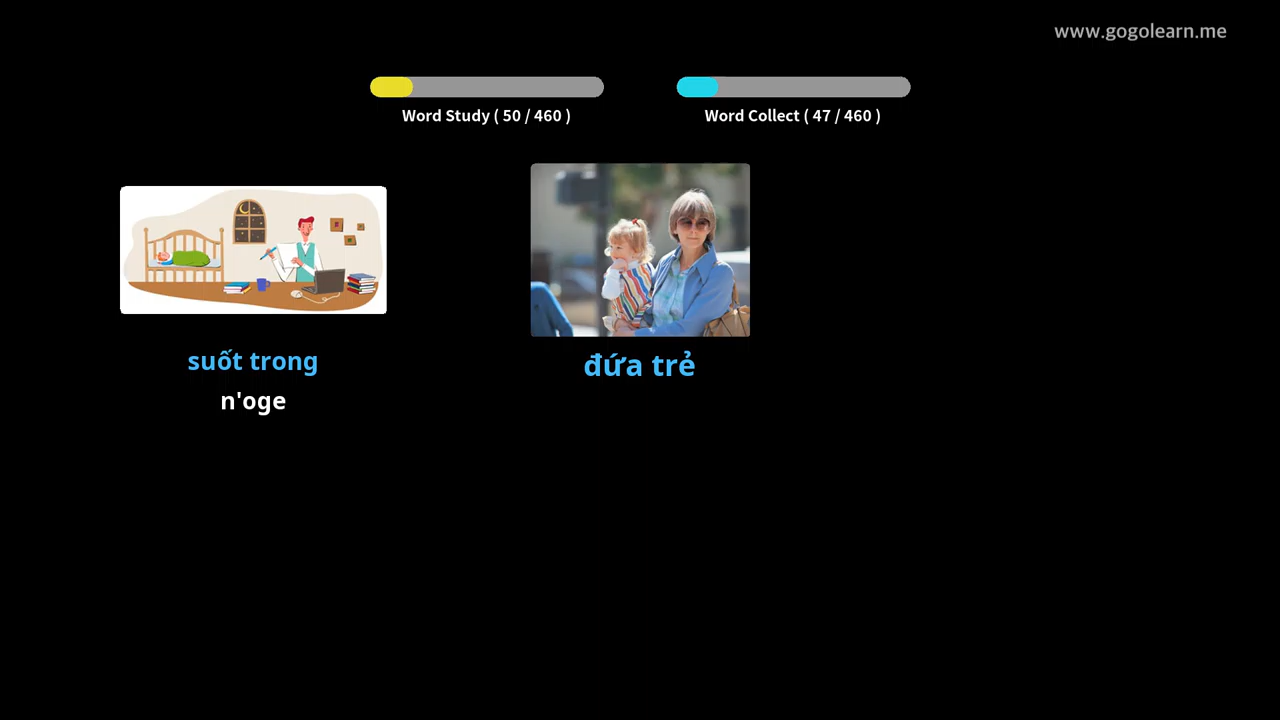 www.gogolearn.me
Word Study ( 50 / 460 )
Word Collect ( 47 / 460 )
suốt trong
n'oge
đứa trẻ